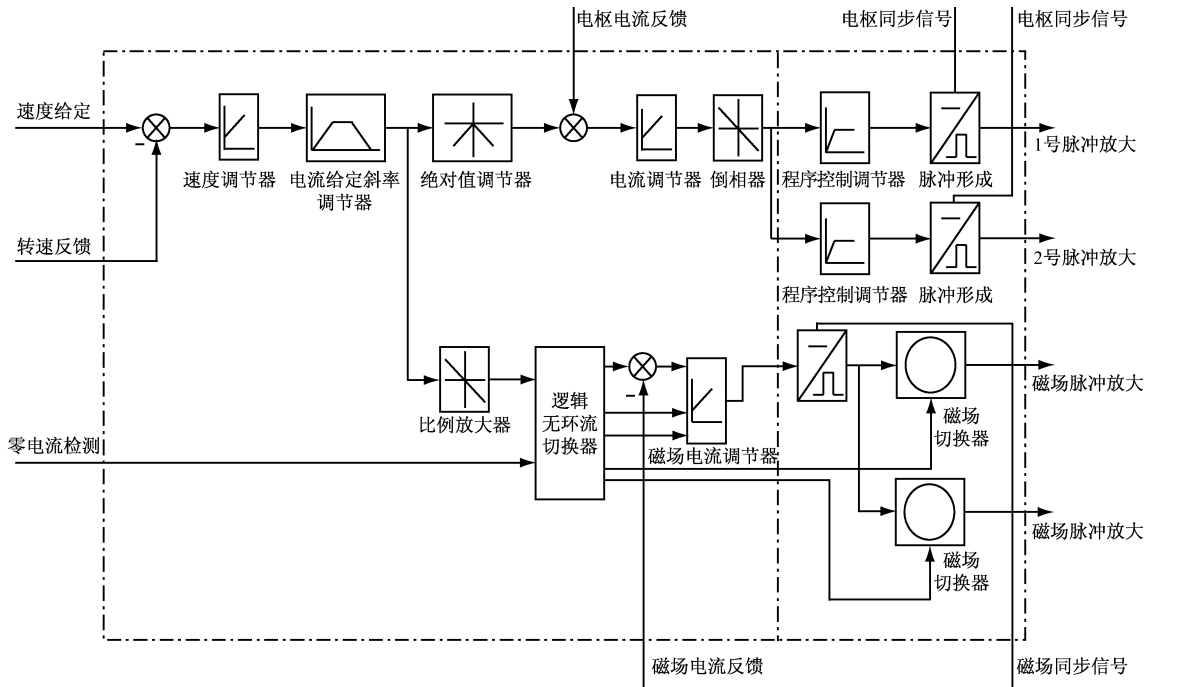 电枢电流反馈
电枢同步信号
电枢同步信号
速度给定
速度调节器
电流给定斜率
调节器
绝对值调节器
电流调节器
倒相器
程序控制调节器
脉冲形成
1号脉冲放大
转速反馈
2号脉冲放大
程序控制调节器
脉冲形成
比例放大器
逻辑
无环流
切换器
磁场脉冲放大
磁场
切换器
零电流检测
磁场电流调节器
磁场脉冲放大
磁场
切换器
磁场电流反馈
磁场同步信号